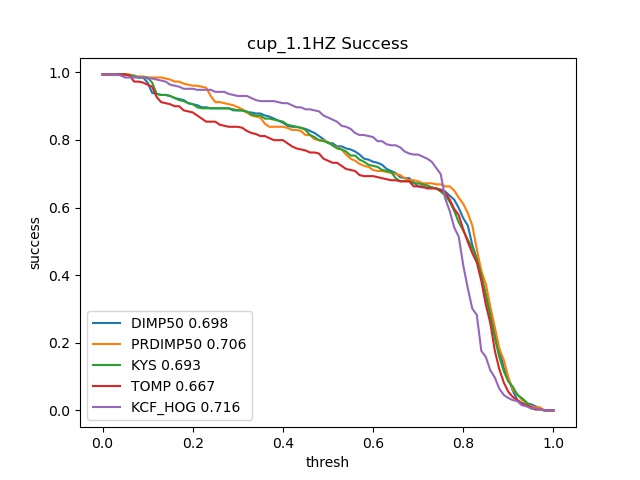 cup_1.1HZ Success
success
1.0
0.8
0.6
0.4
0.2
0.0
DIMP50 0.698
PRDIMP50 0.706
KYS 0.693
TOMP 0.667
KCF_HOG 0.716
0.0 0.2 0.4 0.6 0.8 1.0
thresh